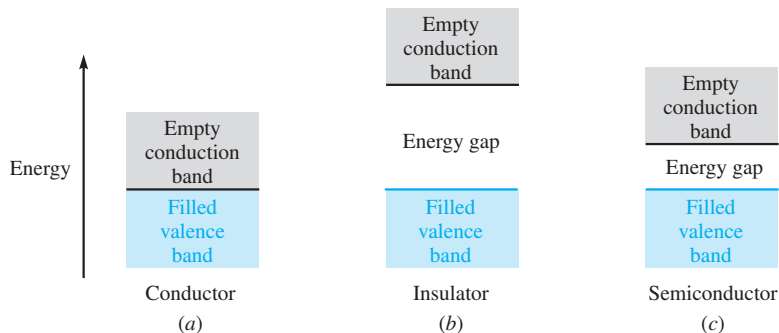 Energy
Empty
conduction
band
Filled
valence
band
Conductor
(a)
Empty
conduction
band
Energy gap
Filled
valence
band
Insulator
(b)
Empty
conduction
band
Energy gap
Filled
valence
band
Semiconductor
(c)